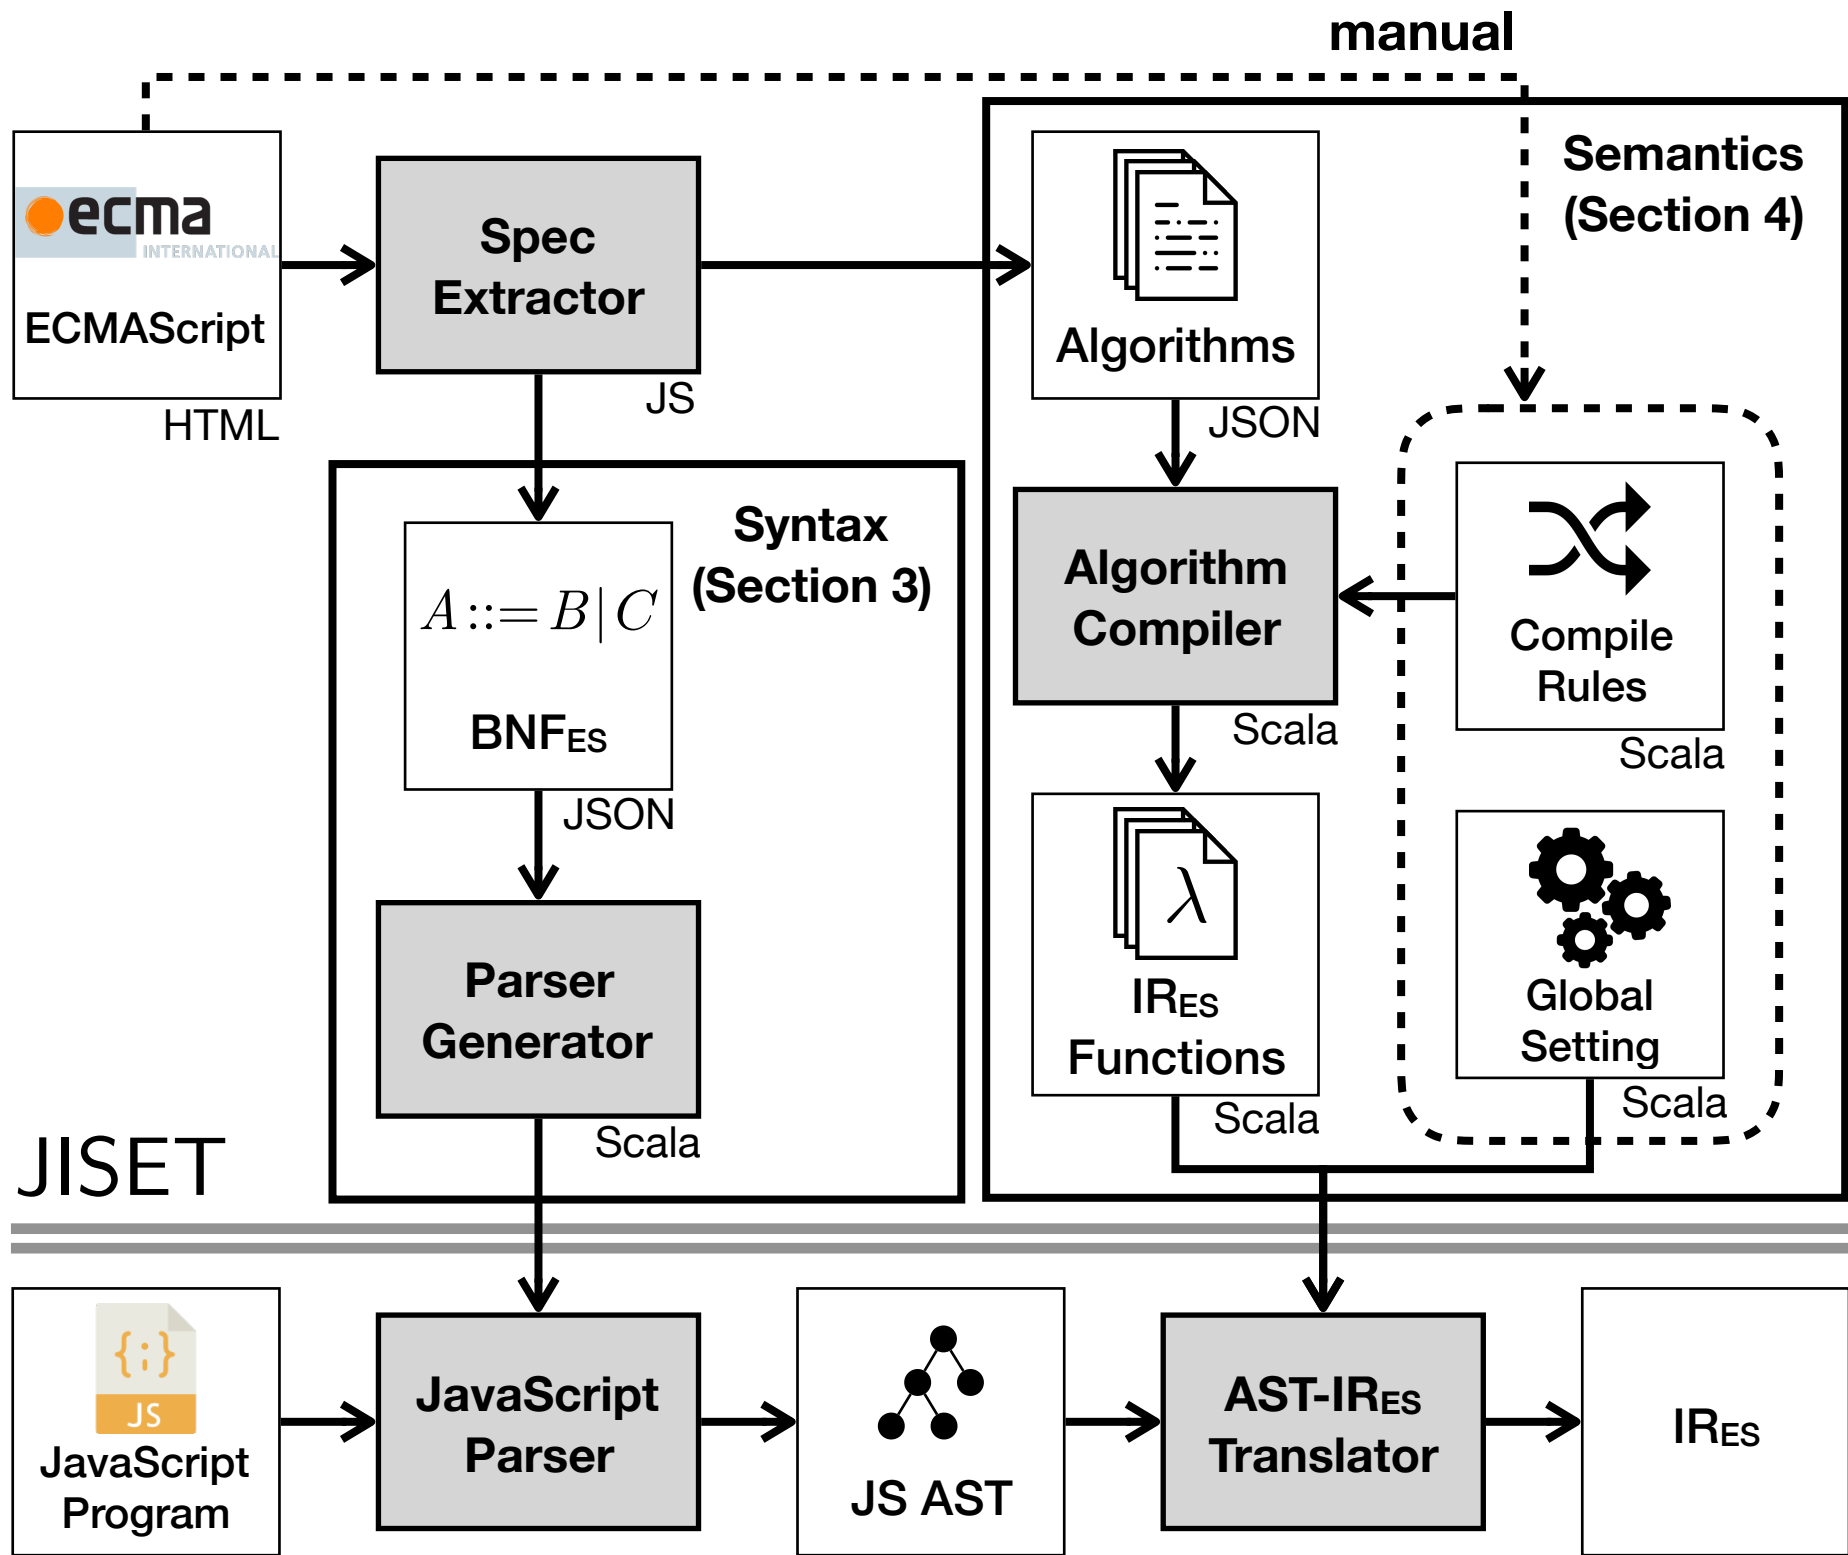 manual
ecma
INTERNATIONAL
ECMAScript
HTML
Spec
Extractor
JS
Algorithms
JSON
Semantics
(Section 4)
Syntax
(Section 3)
A ::= B | C
BNFES
JSON
Algorithm
Compiler
Scala
Compile
Rules
Scala
Parser
Generator
Scala
λ
IRES
Functions
Scala
Global
Setting
Scala
JISET
{;}
JS
JavaScript
Program
JavaScript
Parser
JS AST
AST-IRES
Translator
IRES